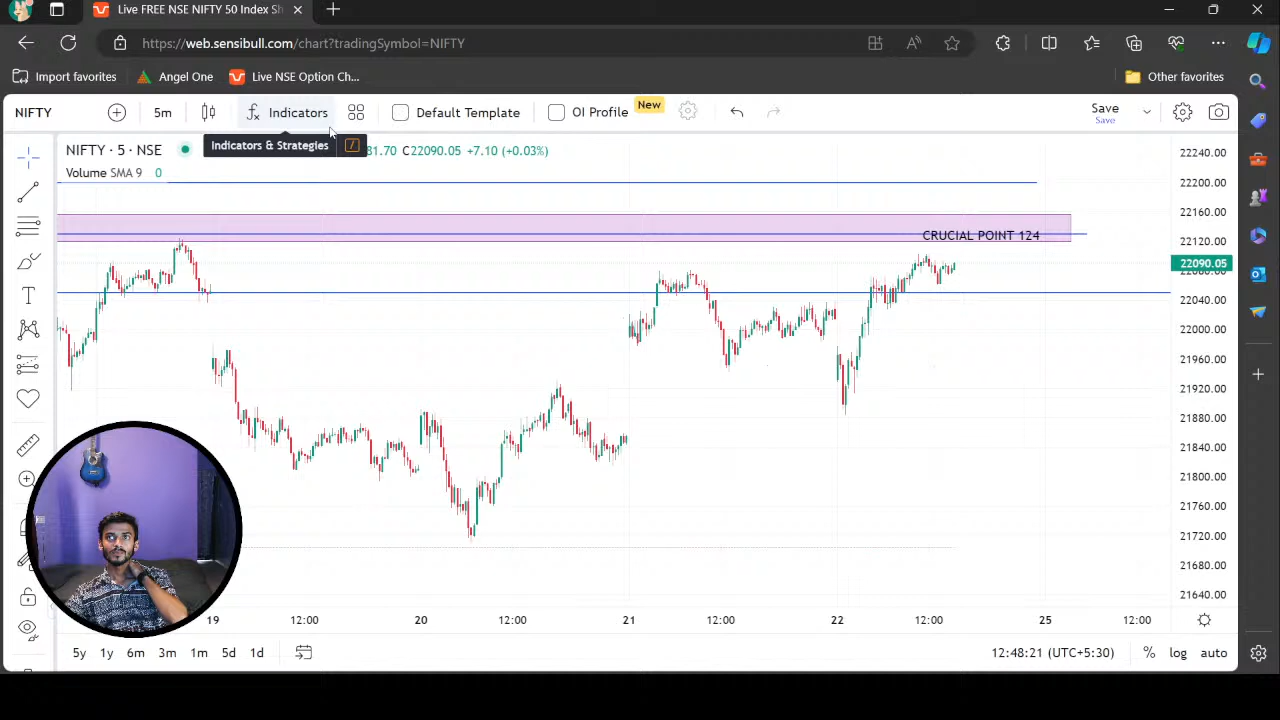 Live FREE NSE NIFTY 50 Index Sh
https://web.sensibull.com/chart?tradingSymbol=NIFTY
Import favorites
Angel One
Live NSE Option Ch...
Other favorites
NIFTY
5m
Indicators
Default Template
OI Profile
New
Save
Save
Indicators & Strategies
/
NIFTY · 5 · NSE
81.70 C22090.05 +7.10 (+0.03%)
Volume SMA 9 0
CRUCIAL POINT 124
22240.00
22200.00
22160.00
22120.00
22090.05
22080.00
22040.00
22000.00
21960.00
21920.00
21880.00
21840.00
21800.00
21760.00
21720.00
21680.00
21640.00
19 12:00 20 12:00 21 12:00 22 12:00 25 12:00
5y 1y 6m 3m 1m 5d 1d
12:48:21 (UTC+5:30)
% log auto